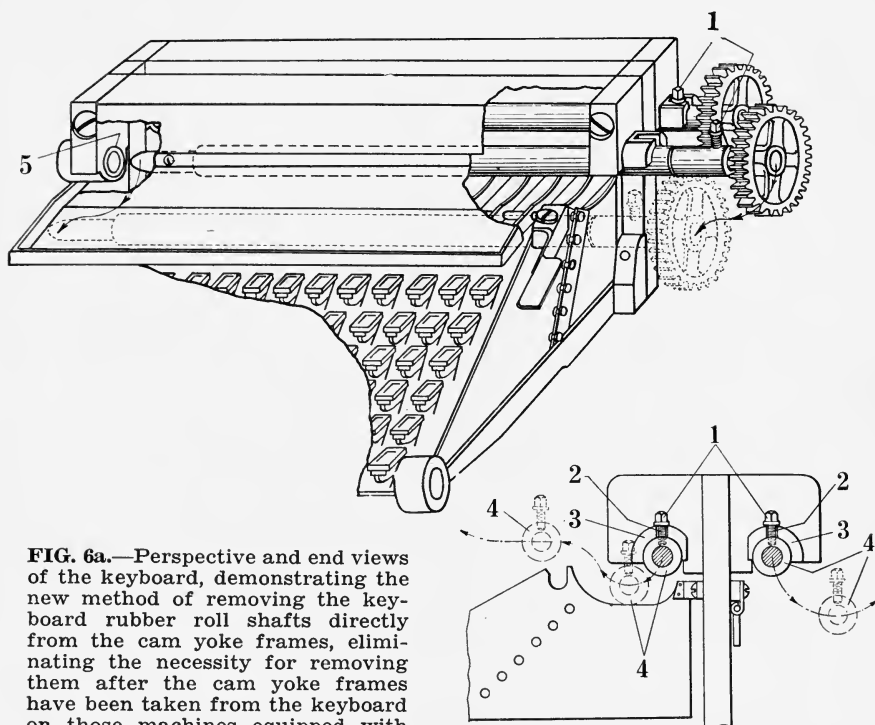 1
5
1
2
2
4
3
3
4
4
FIG. 6a.—Perspective and end views
of the keyboard, demonstrating the
new method of removing the key-
board rubber roll shafts directly
from the cam yoke frames, elimi-
nating the necessity for removing
them after the cam yoke frames
have been taken from the keyboard
on those machines equipped with